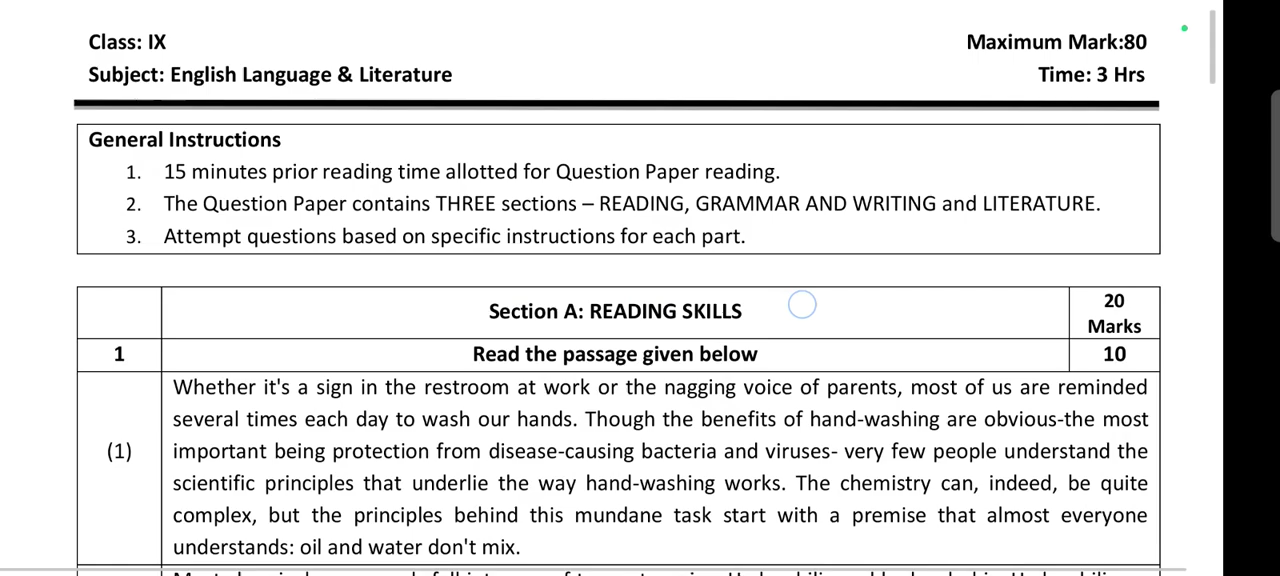 Class: IX
Maximum Mark:80
Subject: English Language & Literature
Time: 3 Hrs
General Instructions
1. 15 minutes prior reading time allotted for Question Paper reading.
2. The Question Paper contains THREE sections – READING, GRAMMAR AND WRITING and LITERATURE.
3. Attempt questions based on specific instructions for each part.
Section A: READING SKILLS
20
Marks
1 Read the passage given below 10
(1)
Whether it's a sign in the restroom at work or the nagging voice of parents, most of us are reminded
several times each day to wash our hands. Though the benefits of hand-washing are obvious-the most
important being protection from disease-causing bacteria and viruses- very few people understand the
scientific principles that underlie the way hand-washing works. The chemistry can, indeed, be quite
complex, but the principles behind this mundane task start with a premise that almost everyone
understands: oil and water don't mix.